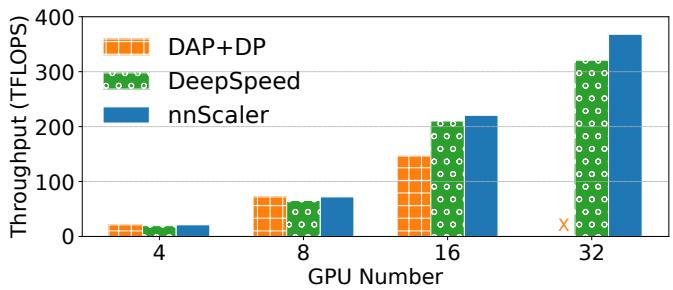 Throughput (TFLOPS)
400
300
200
100
0
DAP+DP
DeepSpeed
nnScaler
x
4
8
16
32
GPU Number